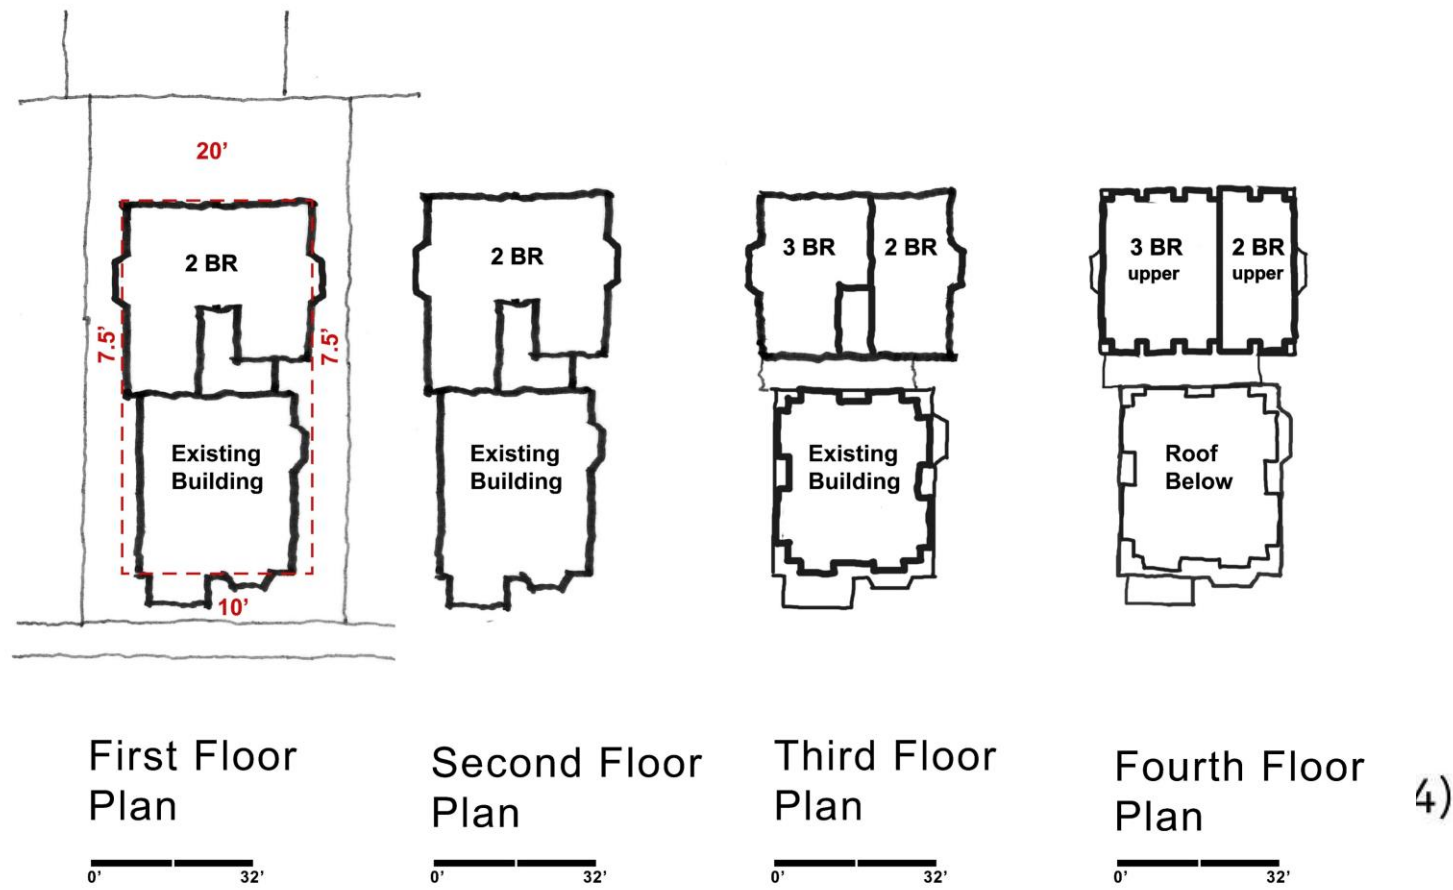 20'
2 BR
7.5'
7.5'
Existing
Building
10'
First Floor
Plan
0' 32'
2 BR
Existing
Building
Second Floor
Plan
0' 32'
3 BR 2 BR
Existing
Building
Third Floor
Plan
0' 32'
3 BR
upper
2 BR
upper
Roof
Below
Fourth Floor
Plan
0' 32'
4)